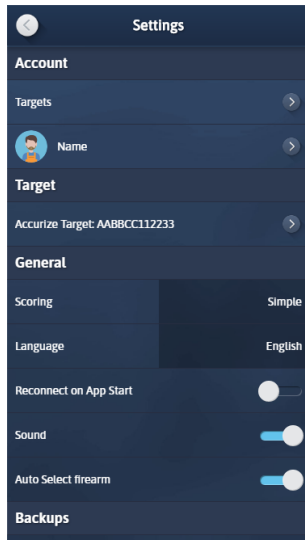 Settings
Account
Targets
Name
Target
Accurize Target: AABBCC112233
General
Scoring Simple
Language English
Reconnect on App Start
Sound
Auto Select firearm
Backups